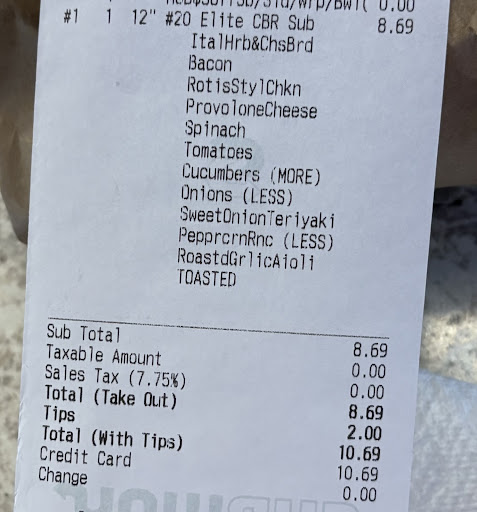 0.00
#1 1 12" #20 Elite CBR Sub 8.69
ItalHrb&ChsBrd
Bacon
RotisStylChkn
ProvoloneCheese
Spinach
Tomatoes
Cucumbers (MORE)
Onions (LESS)
SweetOnionTeriyaki
PepprcrnRnc (LESS)
RoastdGrlicAioli
TOASTED
Sub Total 8.69
Taxable Amount 0.00
Sales Tax (7.75%) 0.00
Total (Take Out) 8.69
Tips 2.00
Total (With Tips) 10.69
Credit Card 10.69
Change 0.00